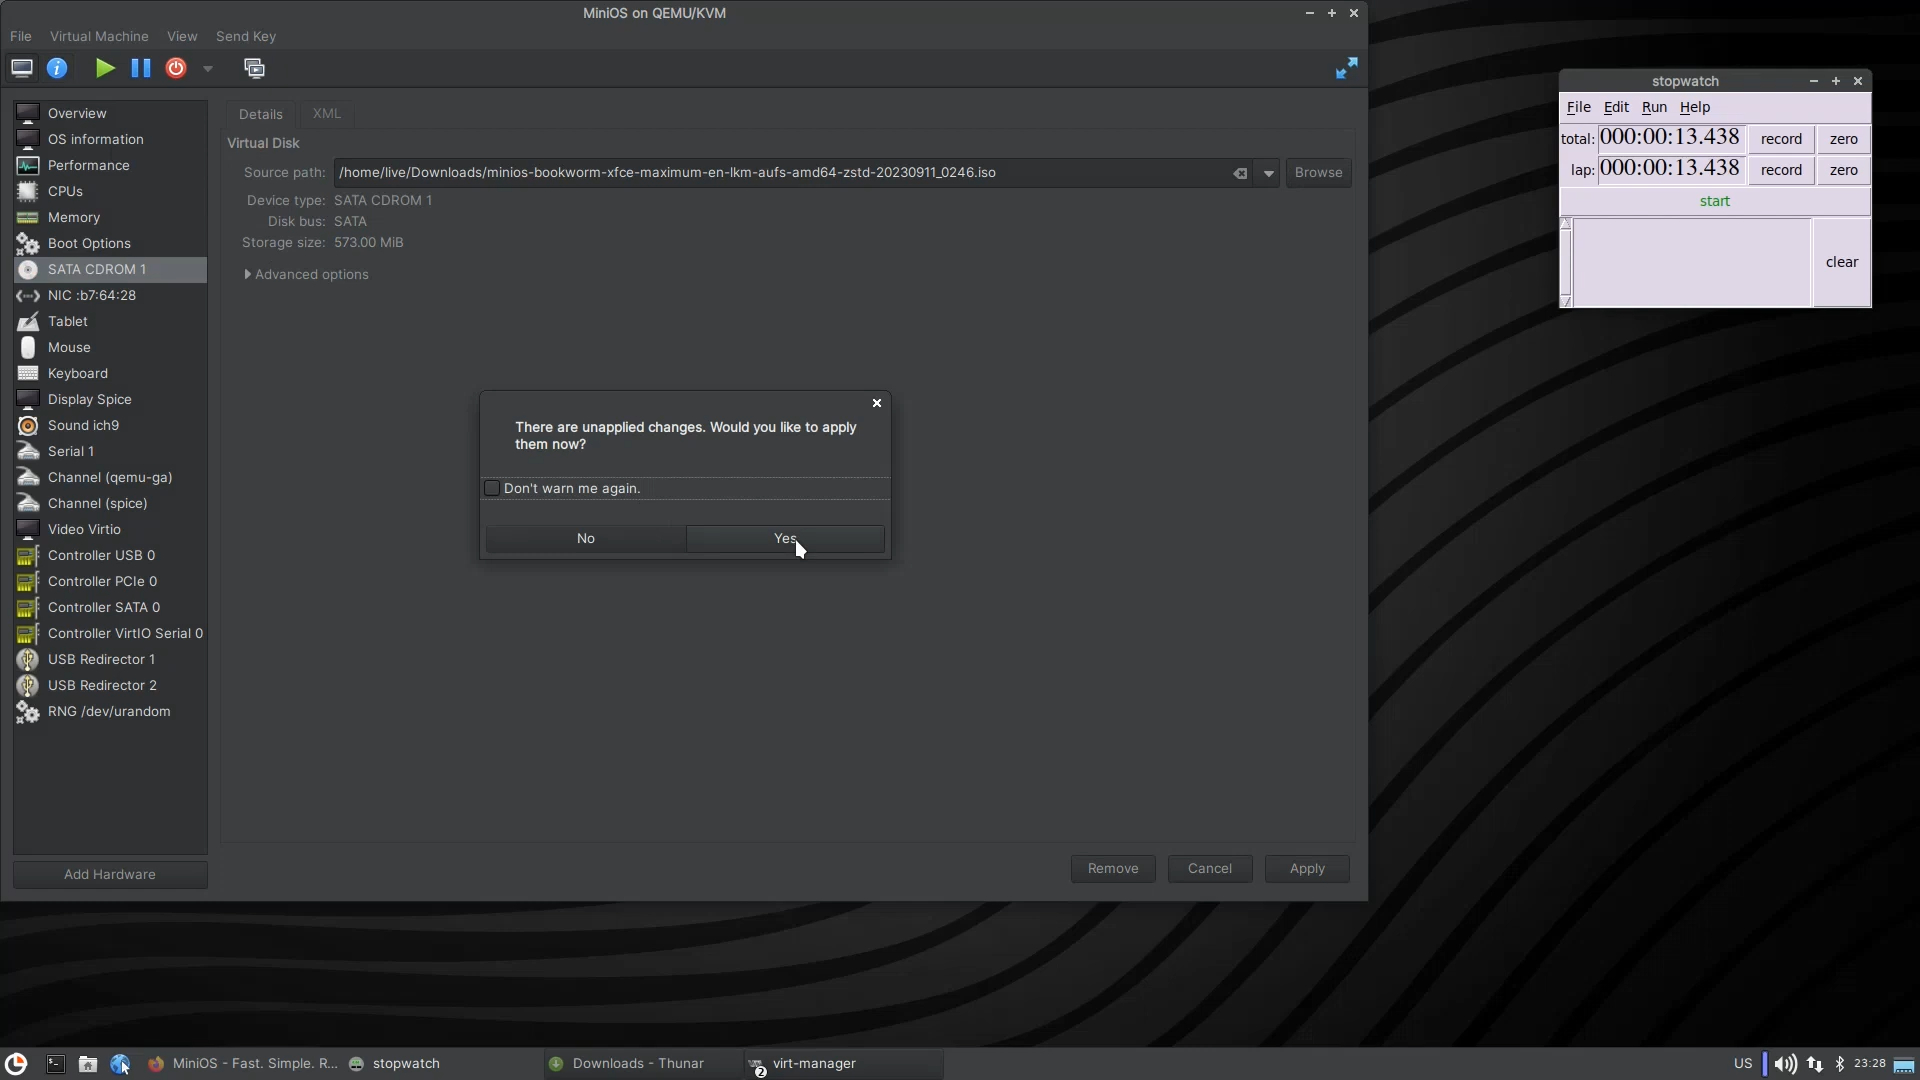 MiniOS on QEMU/KVM
File Virtual Machine View Send Key
Overview
OS information
Performance
CPUs
Memory
Boot Options
SATA CDROM 1
NIC :b7:64:28
Tablet
Mouse
Keyboard
Display Spice
Sound ich9
Serial 1
Channel (qemu-ga)
Channel (spice)
Video Virtio
Controller USB 0
Controller PCIe 0
Controller SATA 0
Controller VirtIO Serial 0
USB Redirector 1
USB Redirector 2
RNG /dev/urandom
Add Hardware
Details XML
Virtual Disk
Source path: /home/live/Downloads/minios-bookworm-xfce-maximum-en-lkm-aufs-amd64-zstd-20230911_0246.iso Browse
Device type: SATA CDROM 1
Disk bus: SATA
Storage size: 573.00 MiB
Advanced options
There are unapplied changes. Would you like to apply
them now?
Don't warn me again.
No Yes
Remove Cancel Apply
stopwatch
File Edit Run Help
total: 000:00:13.438 record zero
lap: 000:00:13.438 record zero
start
clear
MiniOS - Fast. Simple. R... stopwatch Downloads - Thunar 2 virt-manager US 23:28